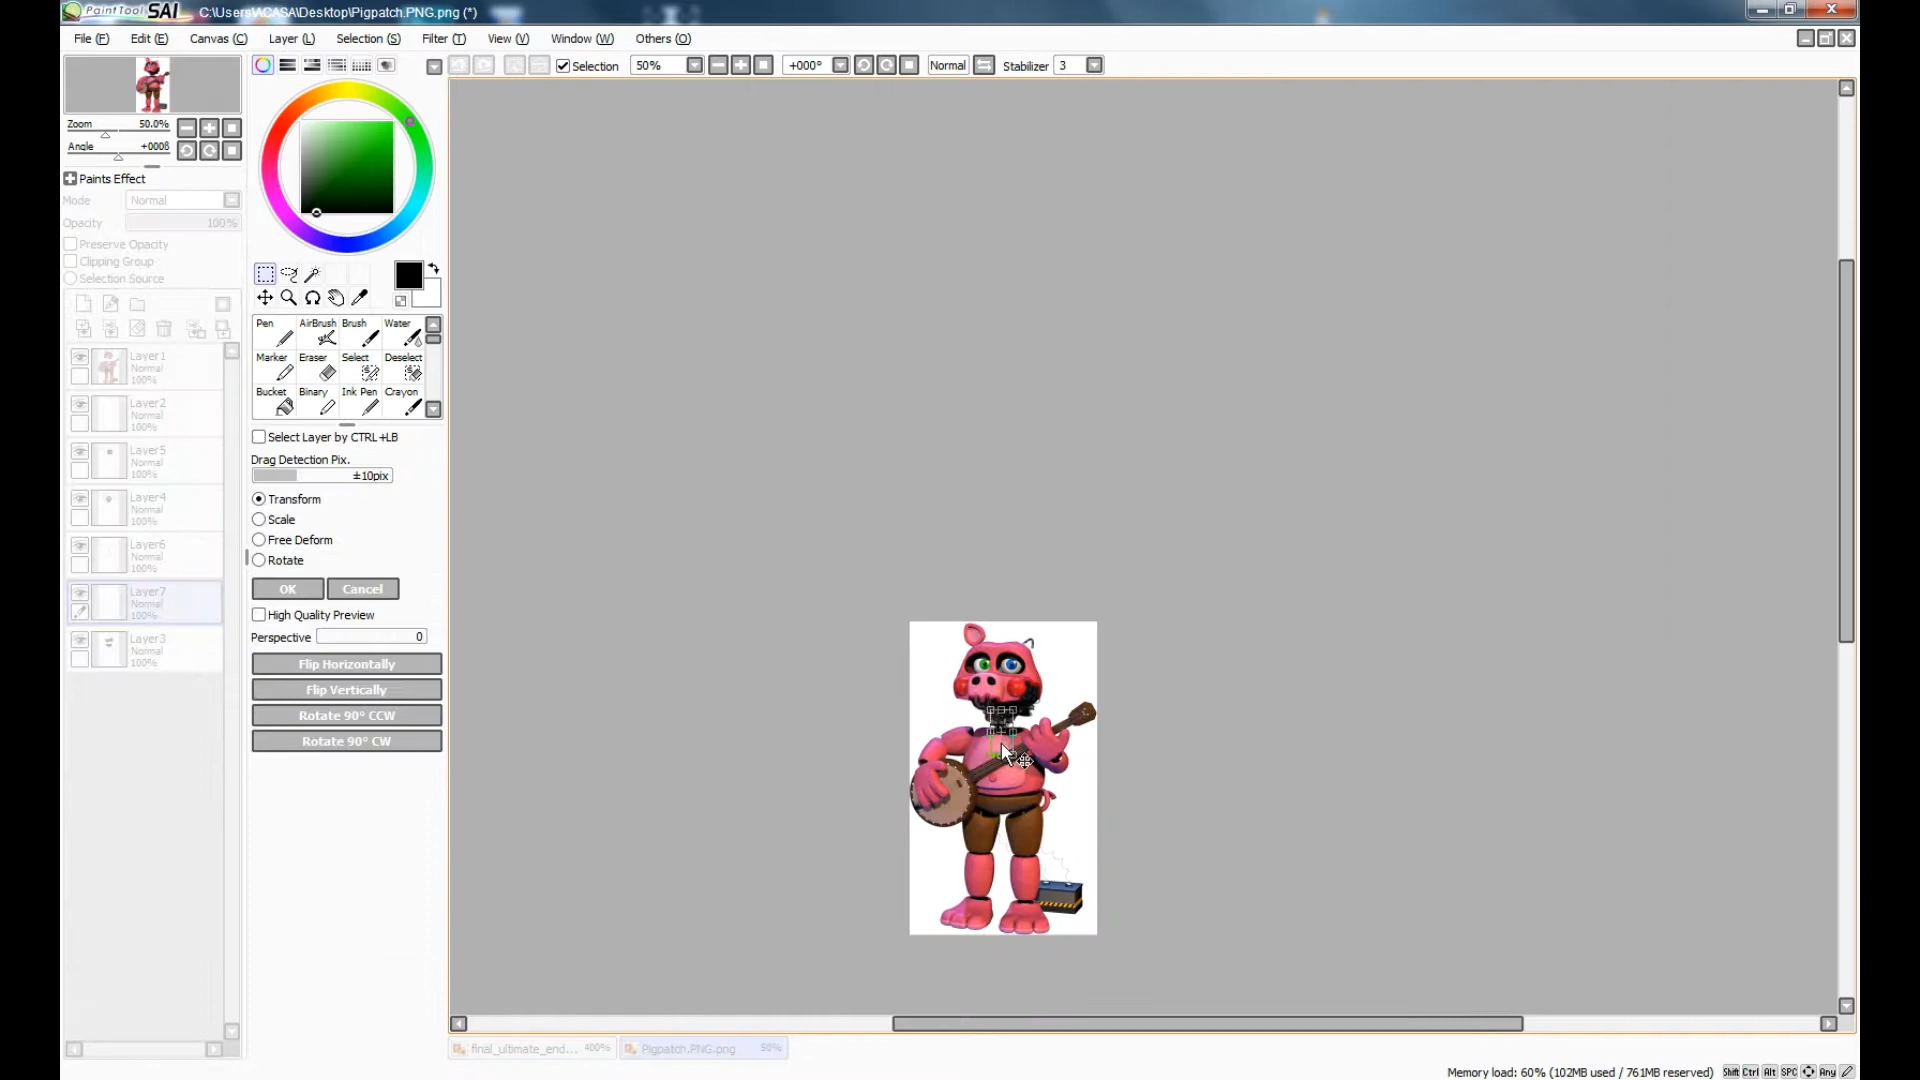 PaintTool SAI C:\Users\ACASA\Desktop\Pigpatch.PNG.png (*)
File (F) Edit (E) Canvas (C) Layer (L) Selection (S) Filter (T) View (V) Window (W) Others (O)
Selection 50% +000° Normal Stabilizer 3
Zoom 50.0%
Angle +000ß
Paints Effect
Mode Normal
Opacity 100%
Preserve Opacity
Clipping Group
Selection Source
Layer1
Normal
100%
Layer2
Normal
100%
Layer5
Normal
100%
Layer4
Normal
100%
Layer6
Normal
100%
Layer7
Normal
100%
Layer3
Normal
100%
Pen AirBrush Brush Water
Marker Eraser Select Deselect
Bucket Binary Ink Pen Crayon
Select Layer by CTRL+LB
Drag Detection Pix.
±10pix
Transform
Scale
Free Deform
Rotate
OK Cancel
High Quality Preview
Perspective 0
Flip Horizontally
Flip Vertically
Rotate 90° CCW
Rotate 90° CW
final_ultimate_end... 400% Pigpatch.PNG.png 50%
Memory load: 60% (102MB used / 761MB reserved) Shift Ctrl Alt SPC Any